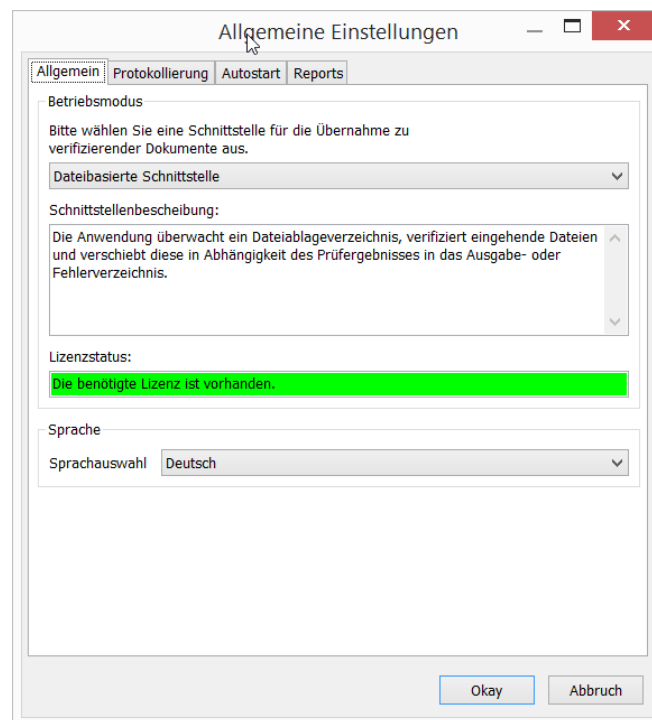 Allgemeine Einstellungen
Allgemein Protokollierung Autostart Reports
Betriebsmodus
Bitte wählen Sie eine Schnittstelle für die Übernahme zu
verifizierender Dokumente aus.
Dateibasierte Schnittstelle
Schnittstellenbescheibung:
Die Anwendung überwacht ein Dateiablageverzeichnis, verifiziert eingehende Dateien
und verschiebt diese in Abhängigkeit des Prüfergebnisses in das Ausgabe- oder
Fehlerverzeichnis.
Lizenzstatus:
Die benötigte Lizenz ist vorhanden.
Sprache
Sprachauswahl Deutsch
Okay Abbruch